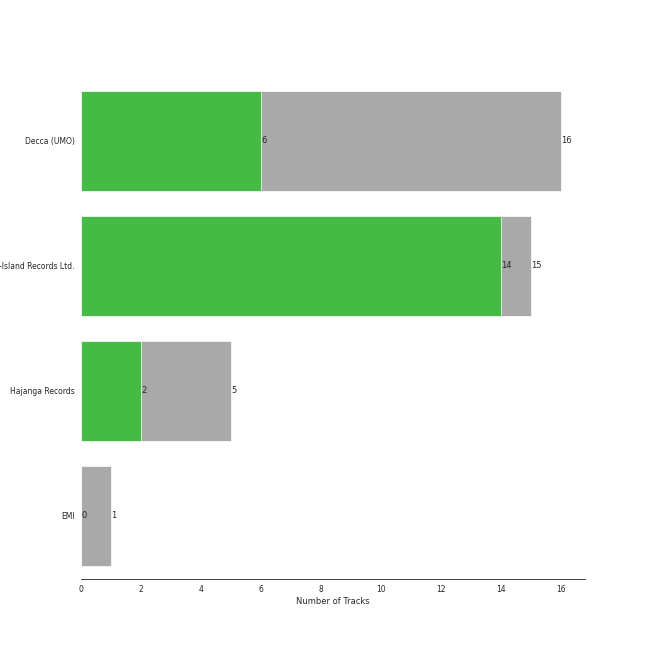 Decca (UMO)
6
16
-Island Records Ltd.
14
15
Hajanga Records
2
5
EMI
0
1
0 2 4 6 8 10 12 14 16
Number of Tracks